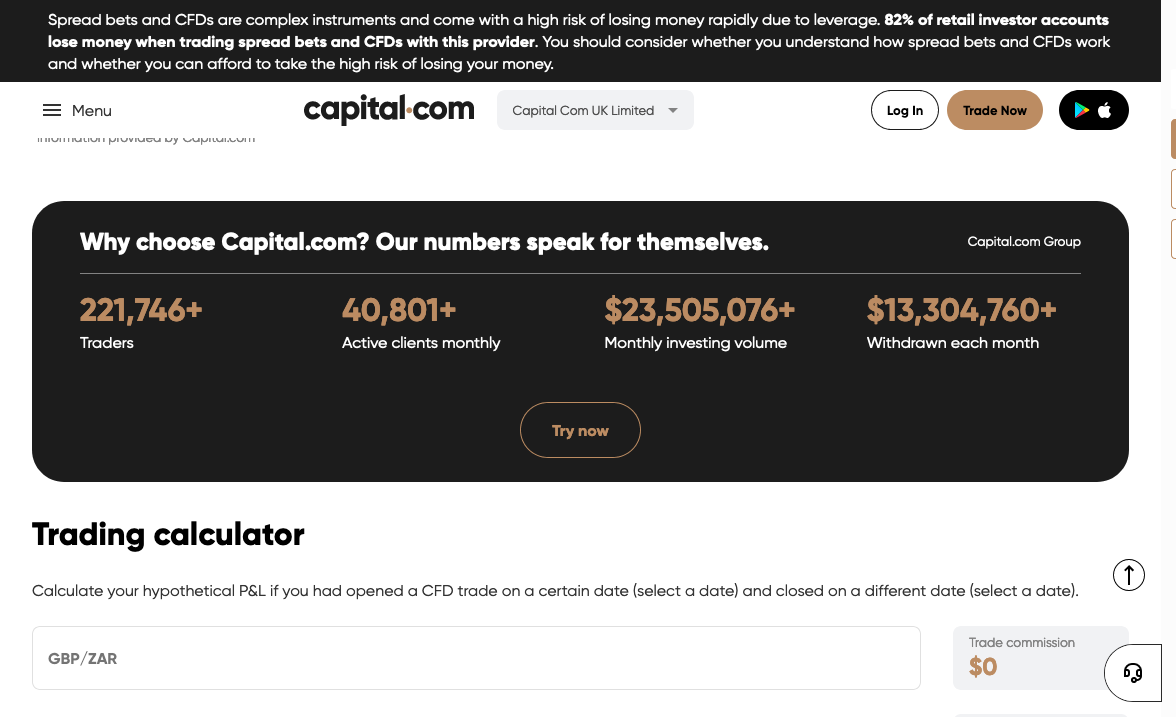 Spread bets and CFDs are complex instruments and come with a high risk of losing money rapidly due to leverage. 82% of retail investor accounts
lose money when trading spread bets and CFDs with this provider. You should consider whether you understand how spread bets and CFDs work
and whether you can afford to take the high risk of losing your money.
Menu
capital.com
Capital Com UK Limited
Log In
Trade Now
information provided by Capital.com
Why choose Capital.com? Our numbers speak for themselves.
Capital.com Group
221,746+
Traders
40,801+
Active clients monthly
$23,505,076+
Monthly investing volume
$13,304,760+
Withdrawn each month
Try now
Trading calculator
Calculate your hypothetical P&L if you had opened a CFD trade on a certain date (select a date) and closed on a different date (select a date).
GBP/ZAR
Trade commission
$0